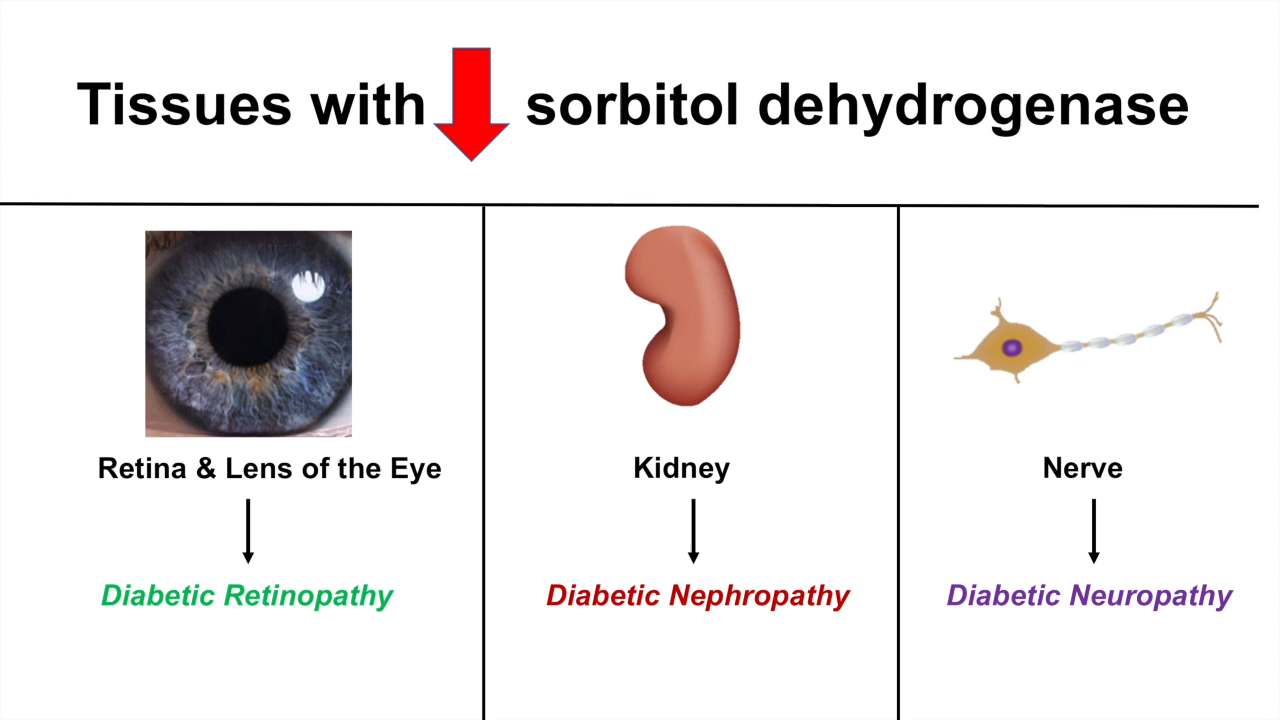 Tissues with sorbitol dehydrogenase
Retina & Lens of the Eye
Diabetic Retinopathy
Kidney
Diabetic Nephropathy
Nerve
Diabetic Neuropathy